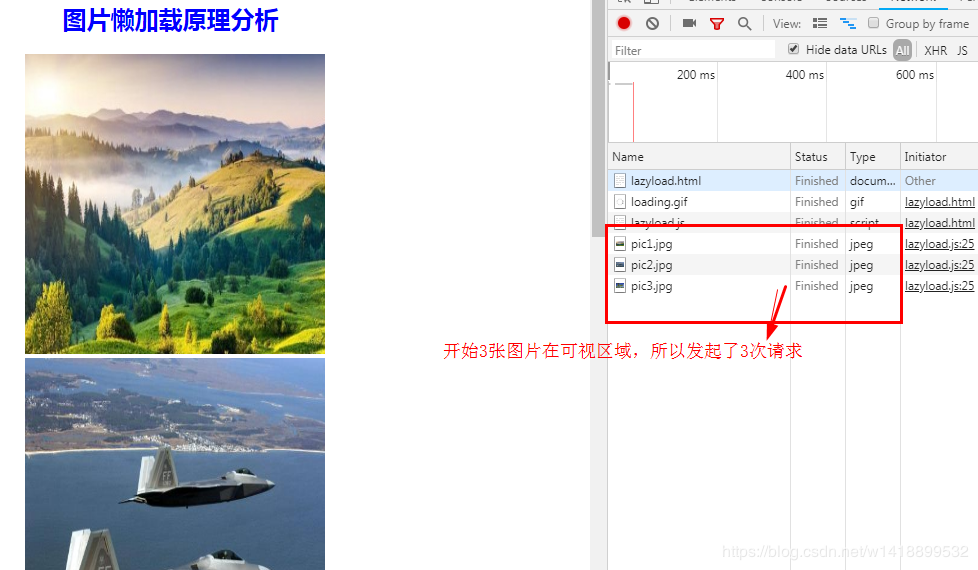 图片懒加载原理分析
View:
Group by frame
Filter
Hide data URLs
All
XHR
JS
200 ms
400 ms
600 ms
Name Status Type Initiator
lazyload.html Finished docum... Other
loading.gif Finished gif lazyload.html
lazyload.js Finished script lazyload.html
pic1.jpg Finished jpeg lazyload.js:25
pic2.jpg Finished jpeg lazyload.js:25
pic3.jpg Finished jpeg lazyload.js:25
开始3张图片在可视区域，所以发起了3次请求
FF
https://blog.csdn.net/w1418899532